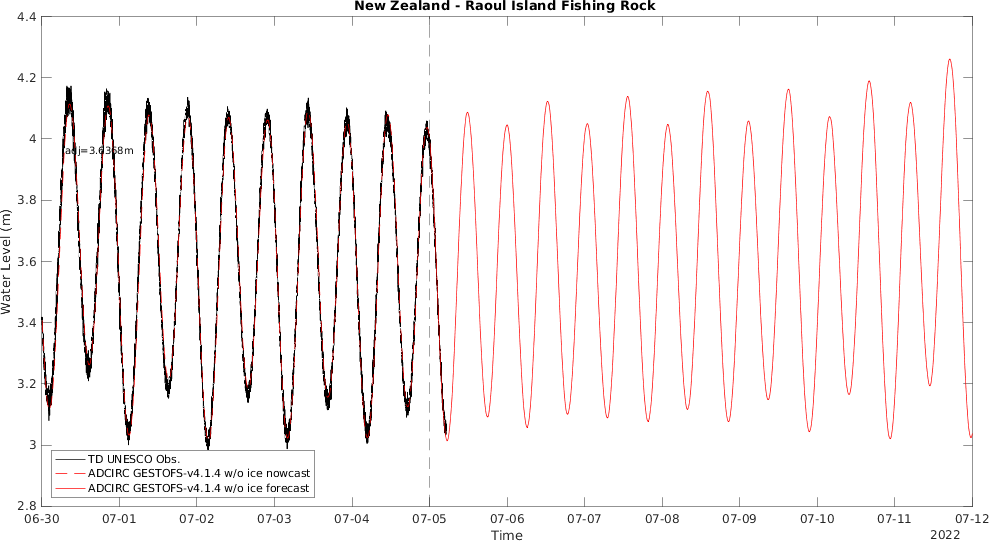 New Zealand - Raoul Island Fishing Rock
Water Level (m)
4.4
4.2
4
3.8
3.6
3.4
3.2
3
2.8
adj=3.6368m
TD UNESCO Obs.
ADCIRC GESTOFS-v4.1.4 w/o ice nowcast
ADCIRC GESTOFS-v4.1.4 w/o ice forecast
06-30 07-01 07-02 07-03 07-04 07-05 07-06 07-07 07-08 07-09 07-10 07-11 07-12
Time
2022